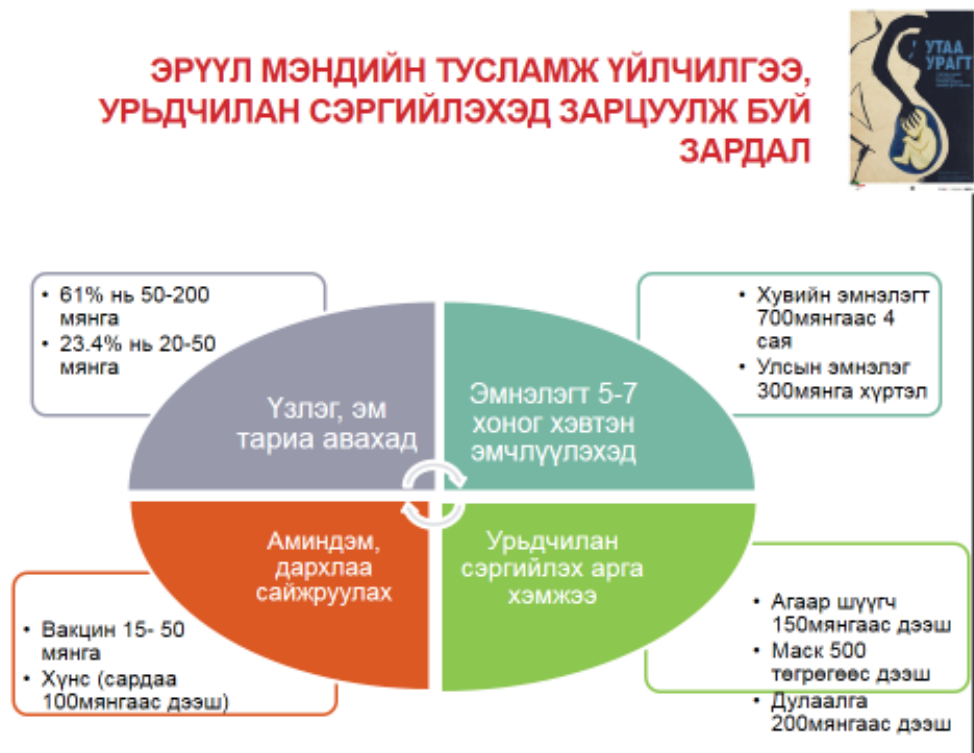 ЭРҮҮЛ МЭНДИЙН ТУСЛАМЖ ҮЙЛЧИЛГЭЭ,
УРЬДЧИЛАН СЭРГИЙЛЭХЭД ЗАРЦУУЛЖ БУЙ
ЗАРДАЛ
УТАА
УРАГТ
• 61% нь 50-200
мянга
• 23.4% нь 20-50
мянга
Үзлэг, эм
тариа авахад
Эмнэлэгт 5-7
хоног хэвтэн
эмчлүүлэхэд
• Хувийн эмнэлэгт
700мянгаас 4
сая
• Улсын эмнэлэг
300мянга хүртэл
Аминдэм,
дархлаа
сайжруулах
Урьдчилан
сэргийлэх арга
хэмжээ
• Вакцин 15- 50
мянга
• Хүнс (сардаа
100мянгаас дээш)
• Агаар шүүгч
150мянгаас дээш
• Маск 500
төгрөгөөс дээш
• Дулаалга
200мянгаас дээш